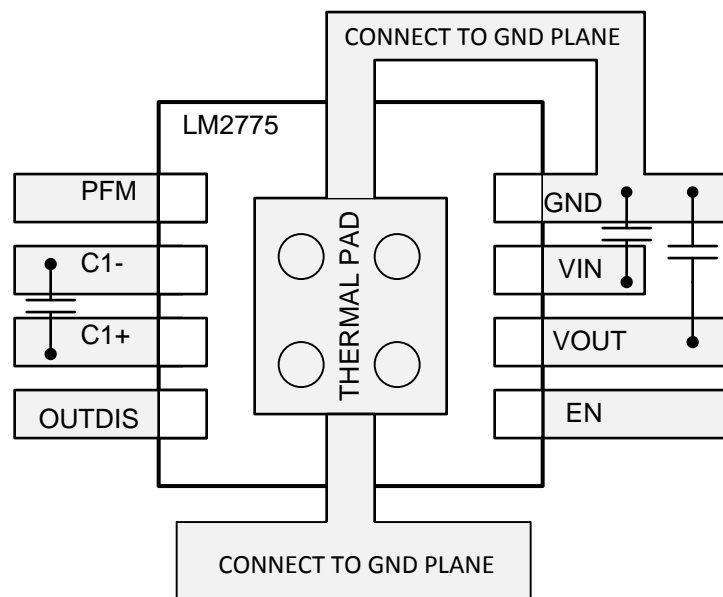 CONNECT TO GND PLANE
LM2775
PFM
C1-
C1+
OUTDIS
THERMAL PAD
GND
VIN
VOUT
EN
CONNECT TO GND PLANE